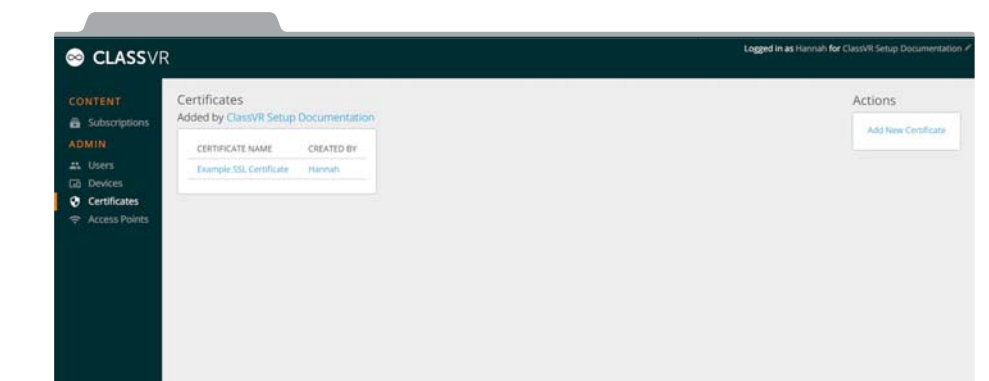 CLASSVR
Logged in as Hannah for ClassVR Setup Documentation
CONTENT
Subscriptions
ADMIN
Users
Devices
Certificates
Access Points
Certificates
Added by ClassVR Setup Documentation
CERTIFICATE NAME CREATED BY
Example SSL Certificate Hannah
Actions
Add New Certificate